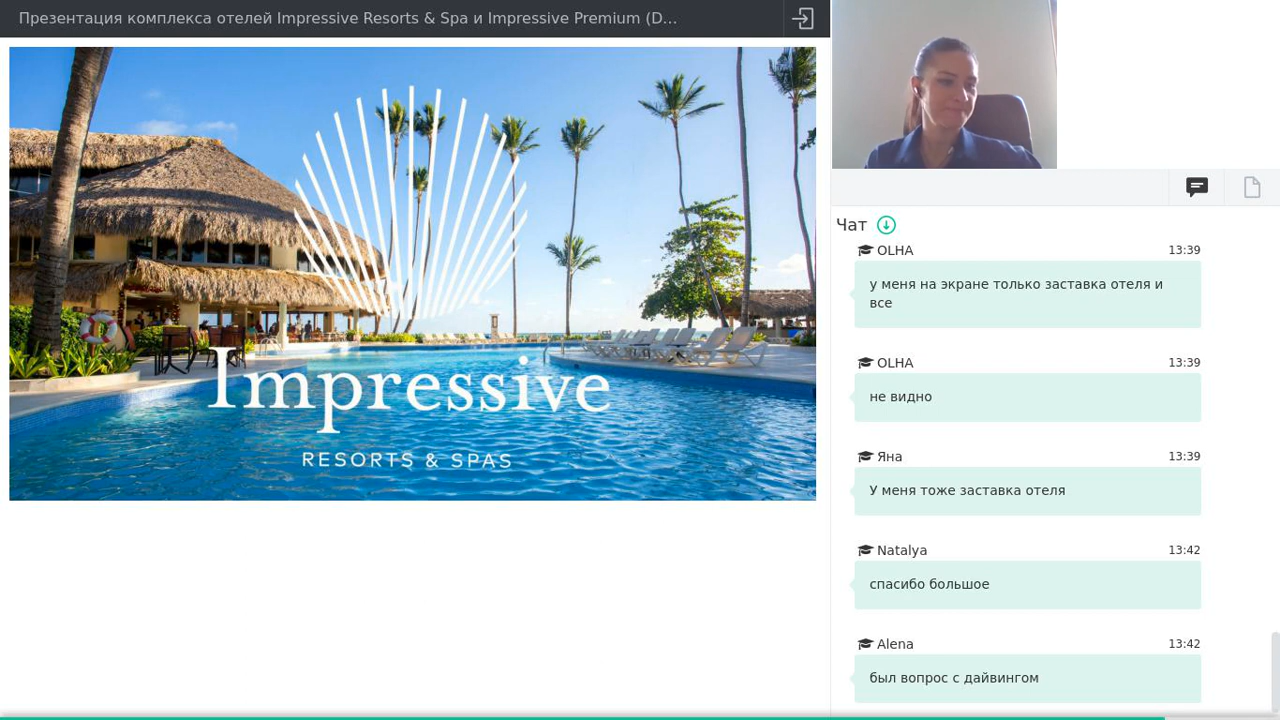 Презентация комплекса отелей Impressive Resorts & Spa и Impressive Premium (D...
Impressive
RESORTS & SPAS
Чат
OLHA 13:39
у меня на экране только заставка отеля и
все
OLHA 13:39
не видно
Яна 13:39
У меня тоже заставка отеля
Natalya 13:42
спасибо большое
Alena 13:42
был вопрос с дайвингом